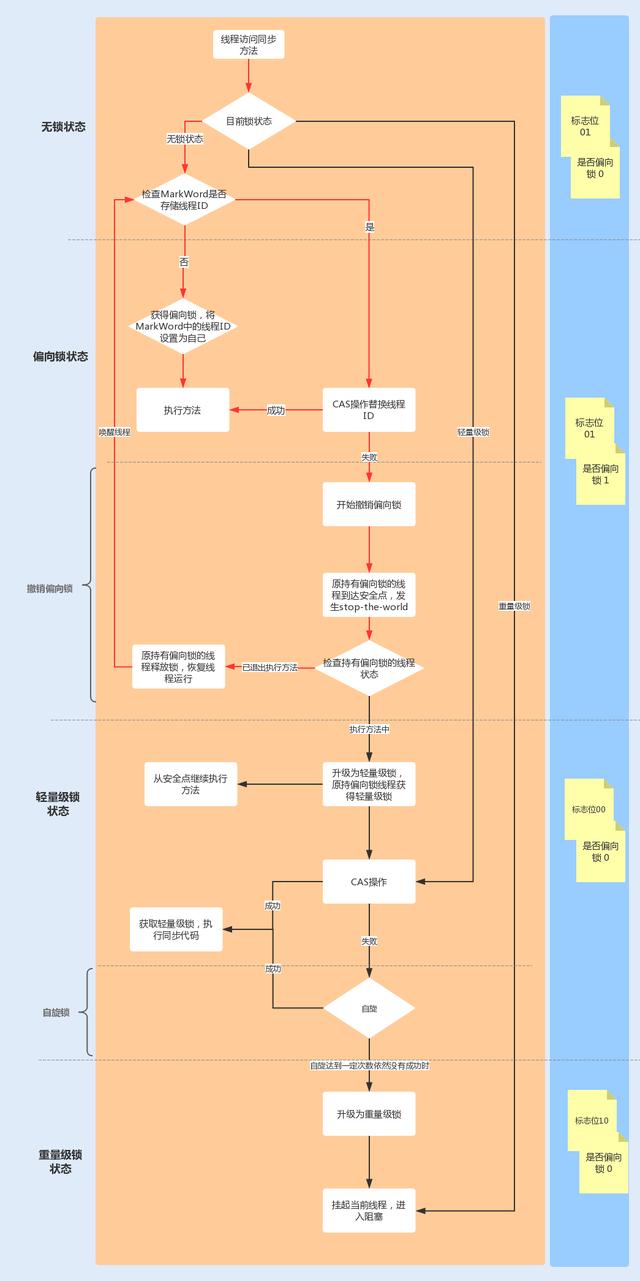 线程访问同步
方法
无锁状态
目前锁状态
标志位
01
是否偏向
锁 0
无锁状态
检查MarkWord是否
存储线程ID
是
否
获得偏向锁，将
MarkWord中的线程ID
设置为自己
偏向锁状态
执行方法
成功
CAS操作替换线程
ID
标志位
01
是否偏向
锁 1
唤醒线程
轻量级锁
失败
开始撤销偏向锁
撤销偏向锁
原持有偏向锁的线
程到达安全点，发
生stop-the-world
重量级锁
原持有偏向锁的线
程释放锁，恢复线
程运行
已退出执行方法
检查持有偏向锁的线程
状态
执行方法中
轻量级锁
状态
从安全点继续执行
方法
升级为轻量级锁，
原持偏向锁线程获
得轻量级锁
标志位00
是否偏向
锁 0
CAS操作
成功
获取轻量级锁，执
行同步代码
失败
成功
自旋锁
自旋
自旋达到一定次数依然没有成功时
升级为重量级锁
标志位10
是否偏向
锁 0
重量级锁
状态
挂起当前线程，进
入阻塞